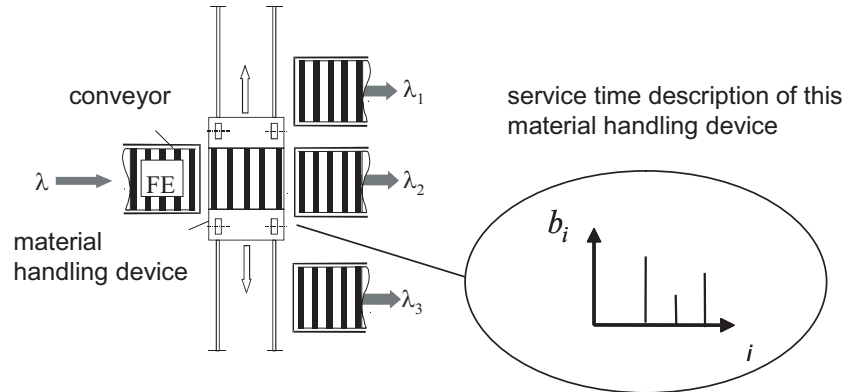 conveyor
λ
FE
material
handling device
λ1
λ2
λ3
service time description of this
material handling device
bi
i